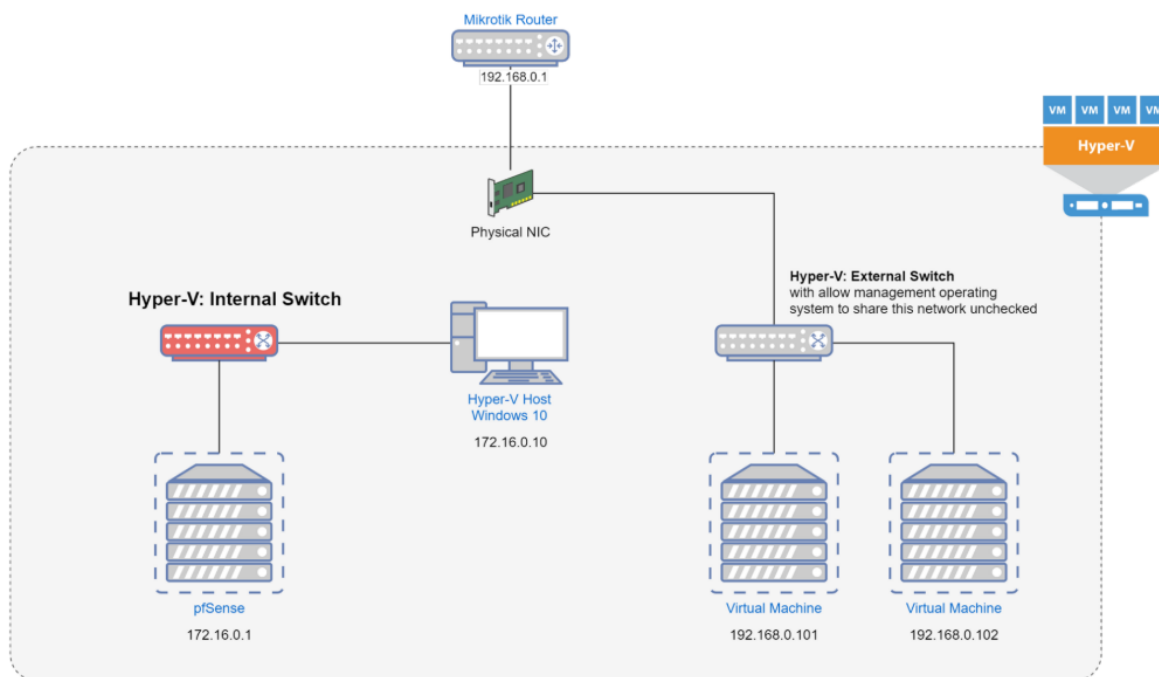 Mikrotik Router
192.168.0.1
VM VM VM VM
Hyper-V
Physical NIC
Hyper-V: External Switch
with allow management operating
system to share this network unchecked
Hyper-V: Internal Switch
Hyper-V Host
Windows 10
172.16.0.10
pfSense
172.16.0.1
Virtual Machine
192.168.0.101
Virtual Machine
192.168.0.102